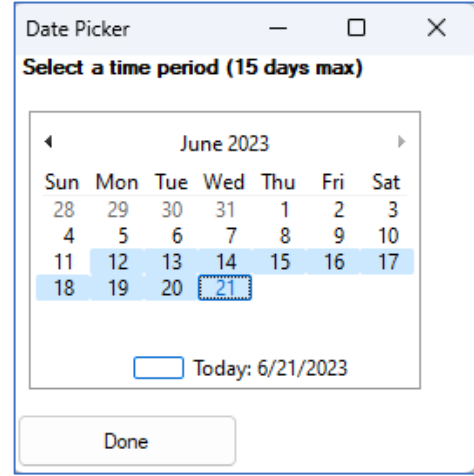 Date Picker
Select a time period (15 days max)
June 2023
Sun Mon Tue Wed Thu Fri Sat
28 29 30 31 1 2 3
4 5 6 7 8 9 10
11 12 13 14 15 16 17
18 19 20 21
Today: 6/21/2023
Done